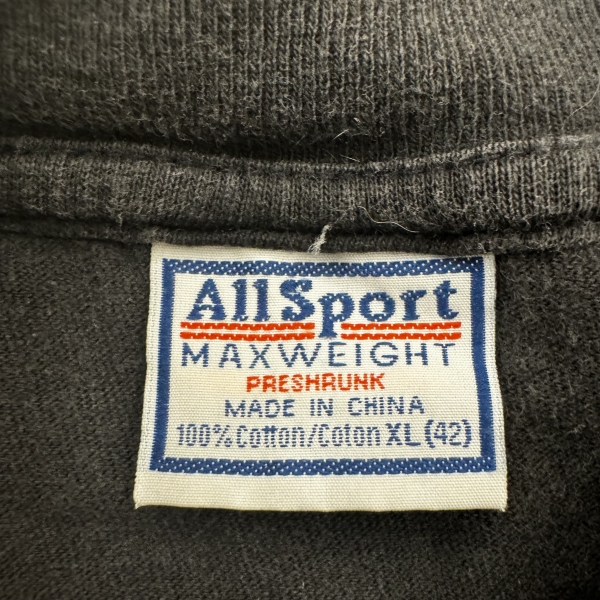 AllSport
MAXWEIGHT
PRESHRUNK
MADE IN CHINA
100% Cotton/Coton XL (42)